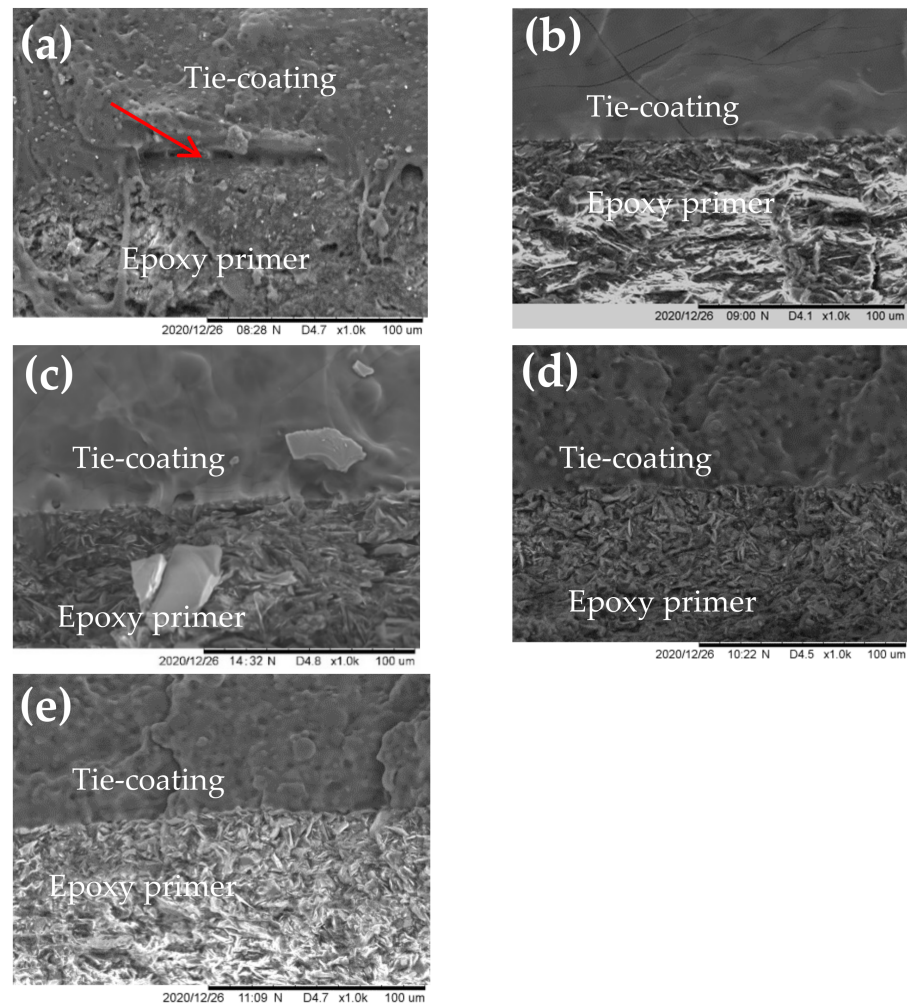 (a)
Tie-coating
Epoxy primer
2020/12/26 08:28 N D4.7 x1.0k 100 um
(b)
Tie-coating
Epoxy primer
2020/12/26 09:00 N D4.1 x1.0k 100 um
(c)
Tie-coating
Epoxy primer
2020/12/26 14:32 N D4.8 x1.0k 100 um
(d)
Tie-coating
Epoxy primer
2020/12/26 10:22 N D4.5 x1.0k 100 um
(e)
Tie-coating
Epoxy primer
2020/12/26 11:09 N D4.7 x1.0k 100 um